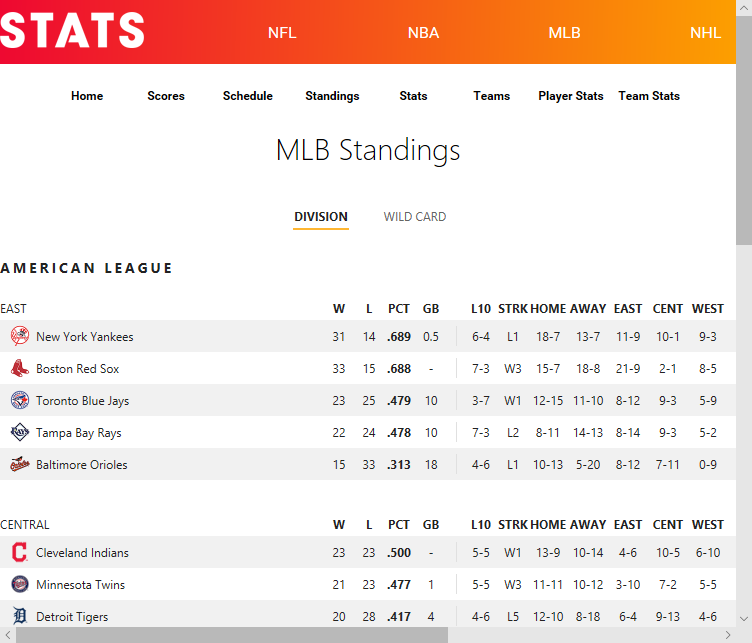 STATS NFL NBA MLB NHL
Home Scores Schedule Standings Stats Teams Player Stats Team Stats
MLB Standings
DIVISION WILD CARD
AMERICAN LEAGUE
EAST W L PCT GB L10 STRK HOME AWAY EAST CENT WEST
New York Yankees 31 14 .689 0.5 6-4 L1 18-7 13-7 11-9 10-1 9-3
Boston Red Sox 33 15 .688 - 7-3 W3 15-7 18-8 21-9 2-1 8-5
Toronto Blue Jays 23 25 .479 10 3-7 W1 12-15 11-10 8-12 9-3 5-9
Tampa Bay Rays 22 24 .478 10 7-3 L2 8-11 14-13 8-14 9-3 5-2
Baltimore Orioles 15 33 .313 18 4-6 L1 10-13 5-20 8-12 7-11 0-9
CENTRAL W L PCT GB L10 STRK HOME AWAY EAST CENT WEST
Cleveland Indians 23 23 .500 - 5-5 W1 13-9 10-14 4-6 10-5 6-10
Minnesota Twins 21 23 .477 1 5-5 W3 11-11 10-12 3-10 7-2 5-5
Detroit Tigers 20 28 .417 4 4-6 L5 12-10 8-18 6-4 9-13 4-6